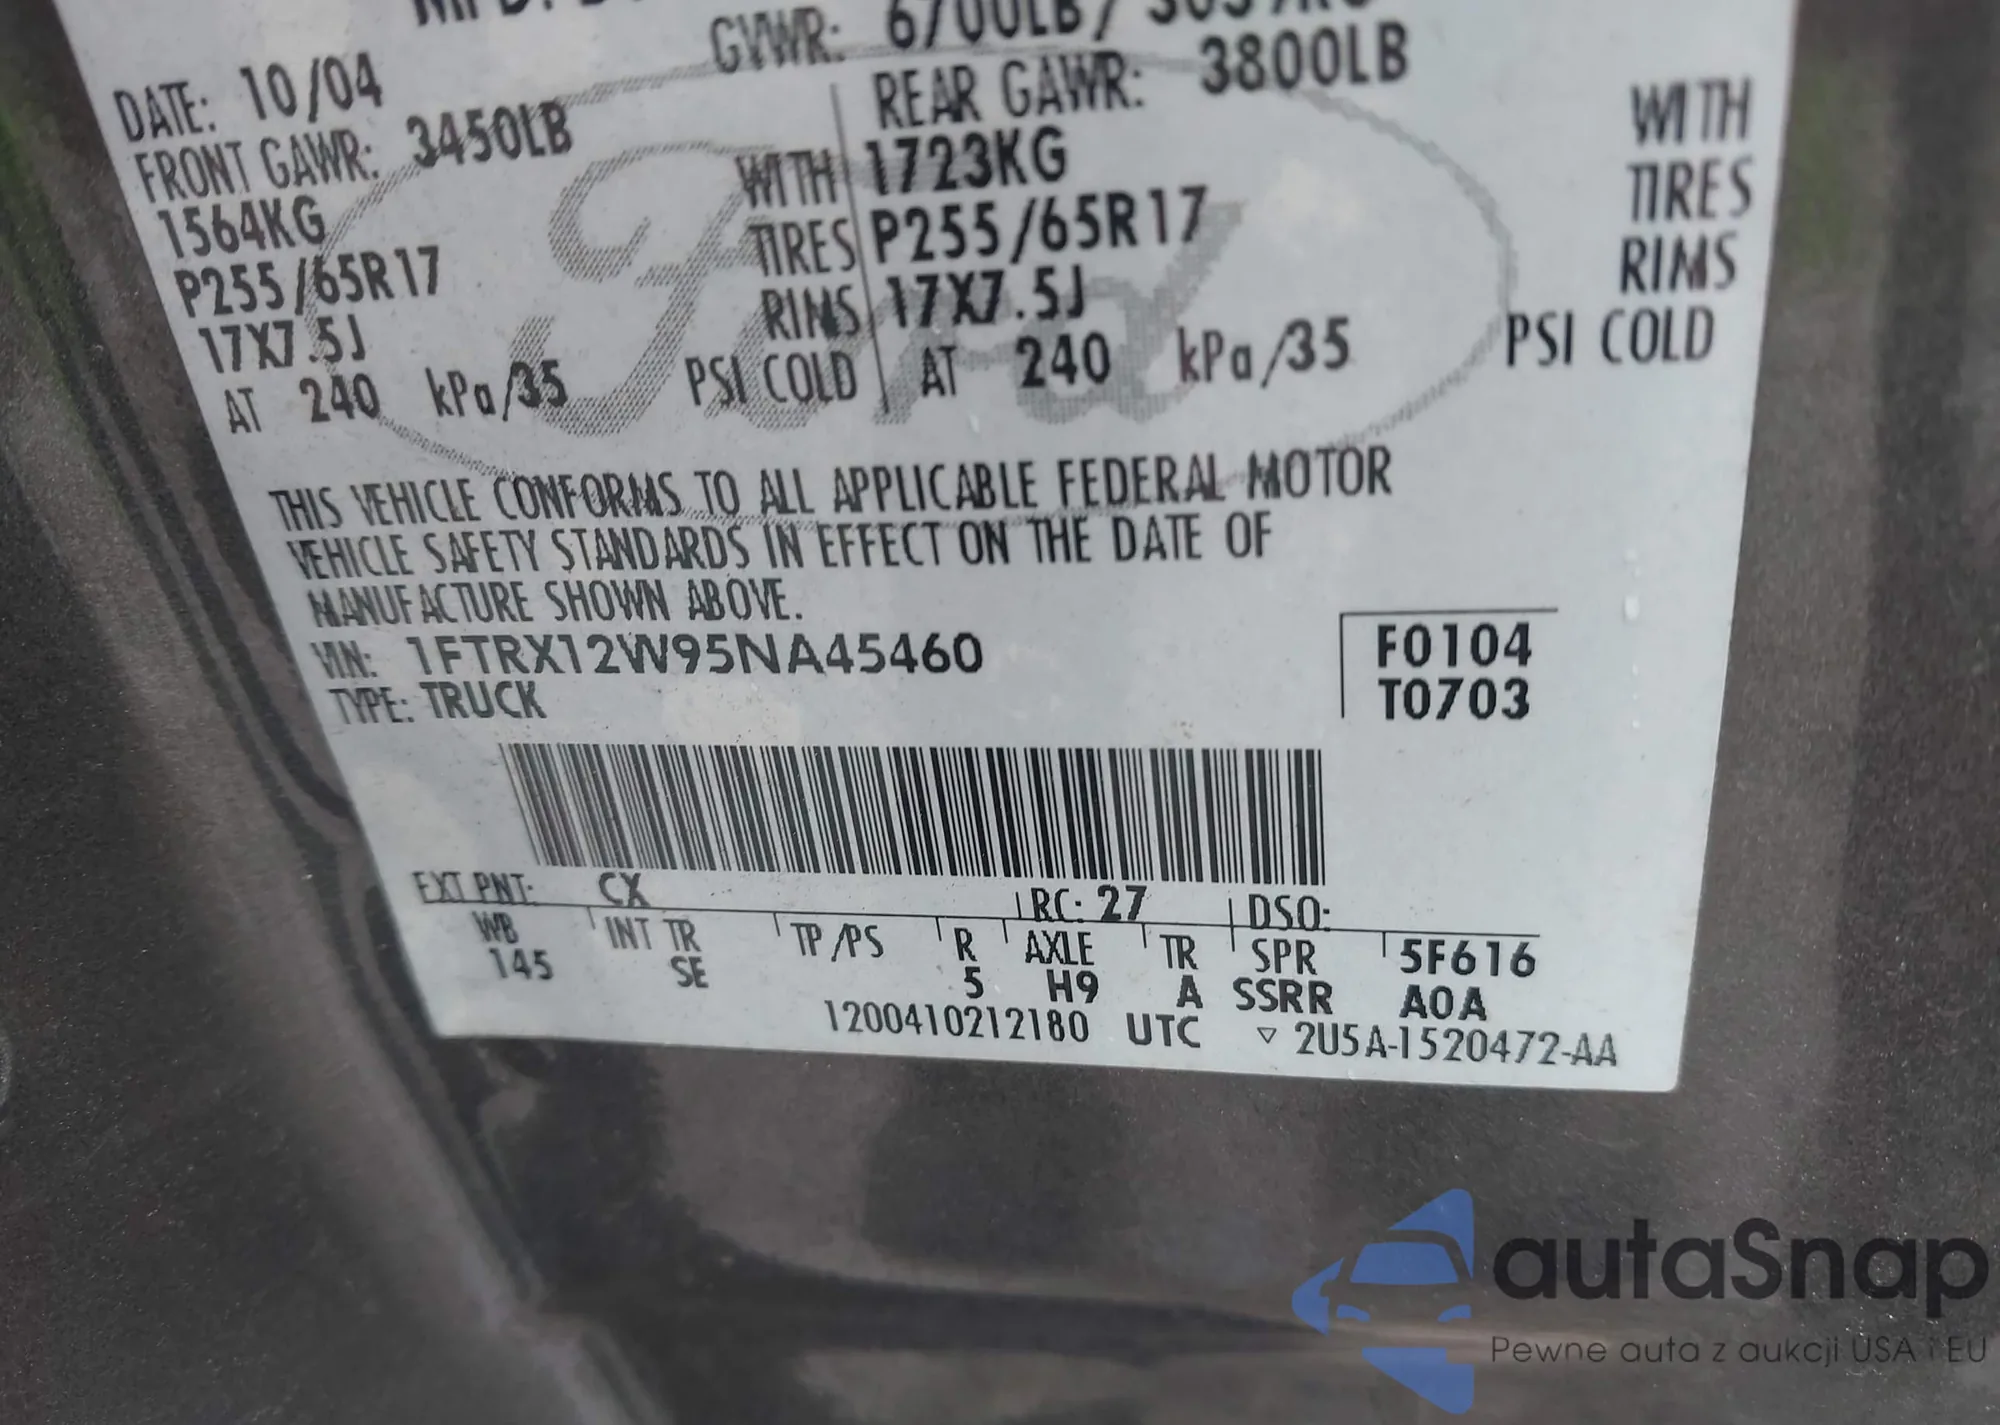 GVWR: 6700LB/
DATE: 10/04
FRONT GAWR: 3450LB
REAR GAWR: 3800LB
1564KG WITH 1723KG WITH
P255/65R17 TIRES P255/65R17 TIRES
17X7.5J RIMS 17X7.5J RIMS
AT 240 kPa/35 PSI COLD AT 240 kPa/35 PSI COLD
Ford
THIS VEHICLE CONFORMS TO ALL APPLICABLE FEDERAL MOTOR
VEHICLE SAFETY STANDARDS IN EFFECT ON THE DATE OF
MANUFACTURE SHOWN ABOVE.
VIN: 1FTRX12W95NA45460
TYPE: TRUCK
F0104
T0703
EXT PNT: CX RC: 27 DSO:
WB INT TR TP/PS R AXLE TR SPR 5F616
145 SE 5 H9 A SSRR A0A
1200410212180 UTC ▽ 2U5A-1520472-AA
autaSnap
Pewne auta z aukcji USA i EU